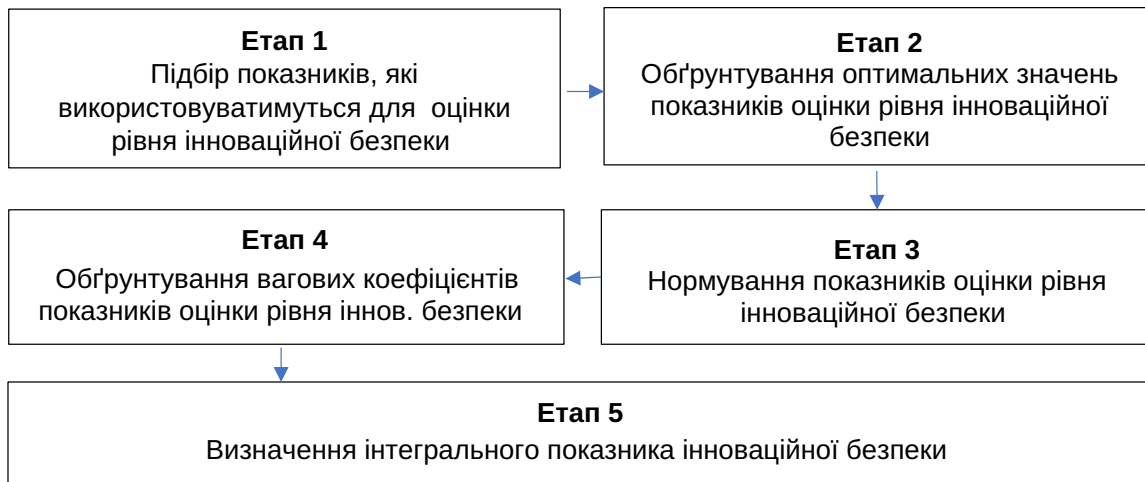 Етап 1
Підбір показників, які
використовуватимуться для оцінки
рівня інноваційної безпеки
Етап 2
Обґрунтування оптимальних значень
показників оцінки рівня інноваційної
безпеки
Етап 4
Обґрунтування вагових коефіцієнтів
показників оцінки рівня іннов. безпеки
Етап 3
Нормування показників оцінки рівня
інноваційної безпеки
Етап 5
Визначення інтегрального показника інноваційної безпеки